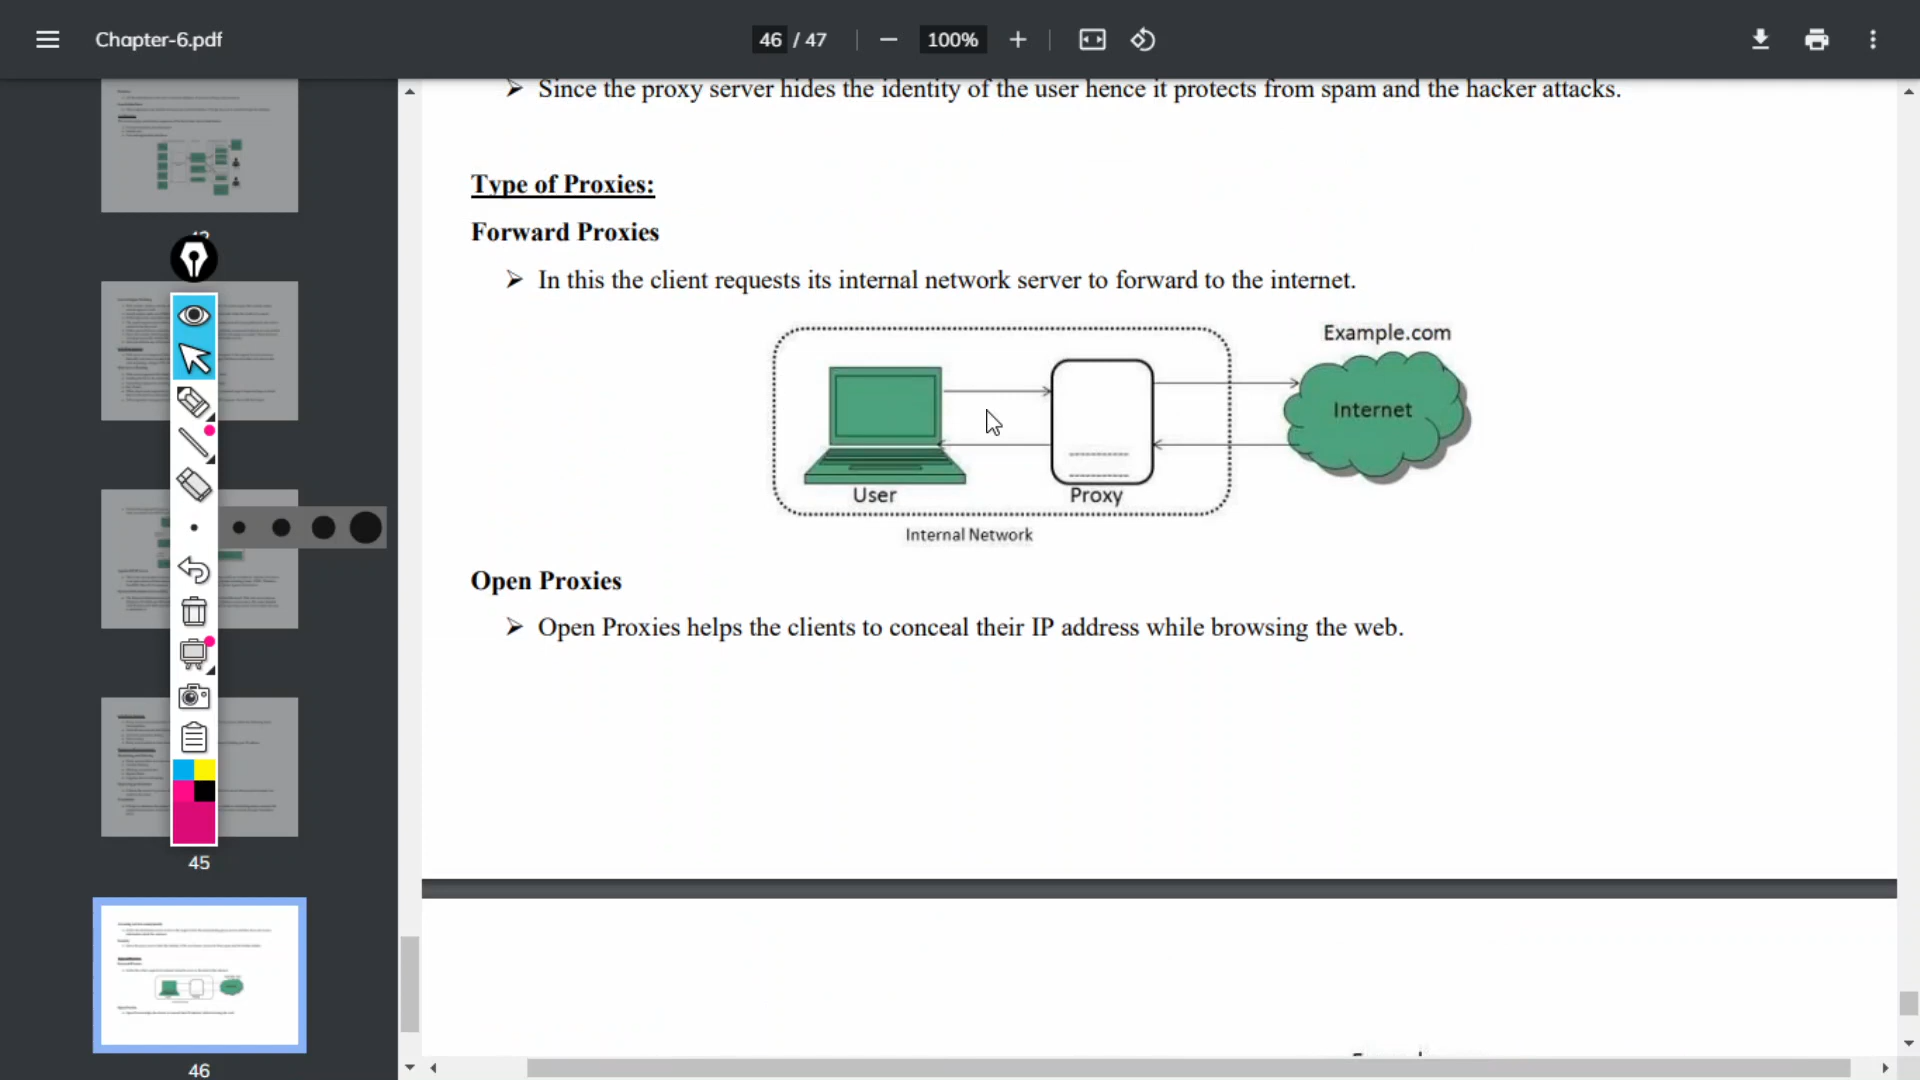 Chapter-6.pdf
46 / 47
100%
Since the proxy server hides the identity of the user hence it protects from spam and the hacker attacks.
Type of Proxies:
Forward Proxies
In this the client requests its internal network server to forward to the internet.
Example.com
Internet
User
Proxy
Internal Network
Open Proxies
Open Proxies helps the clients to conceal their IP address while browsing the web.
45
46